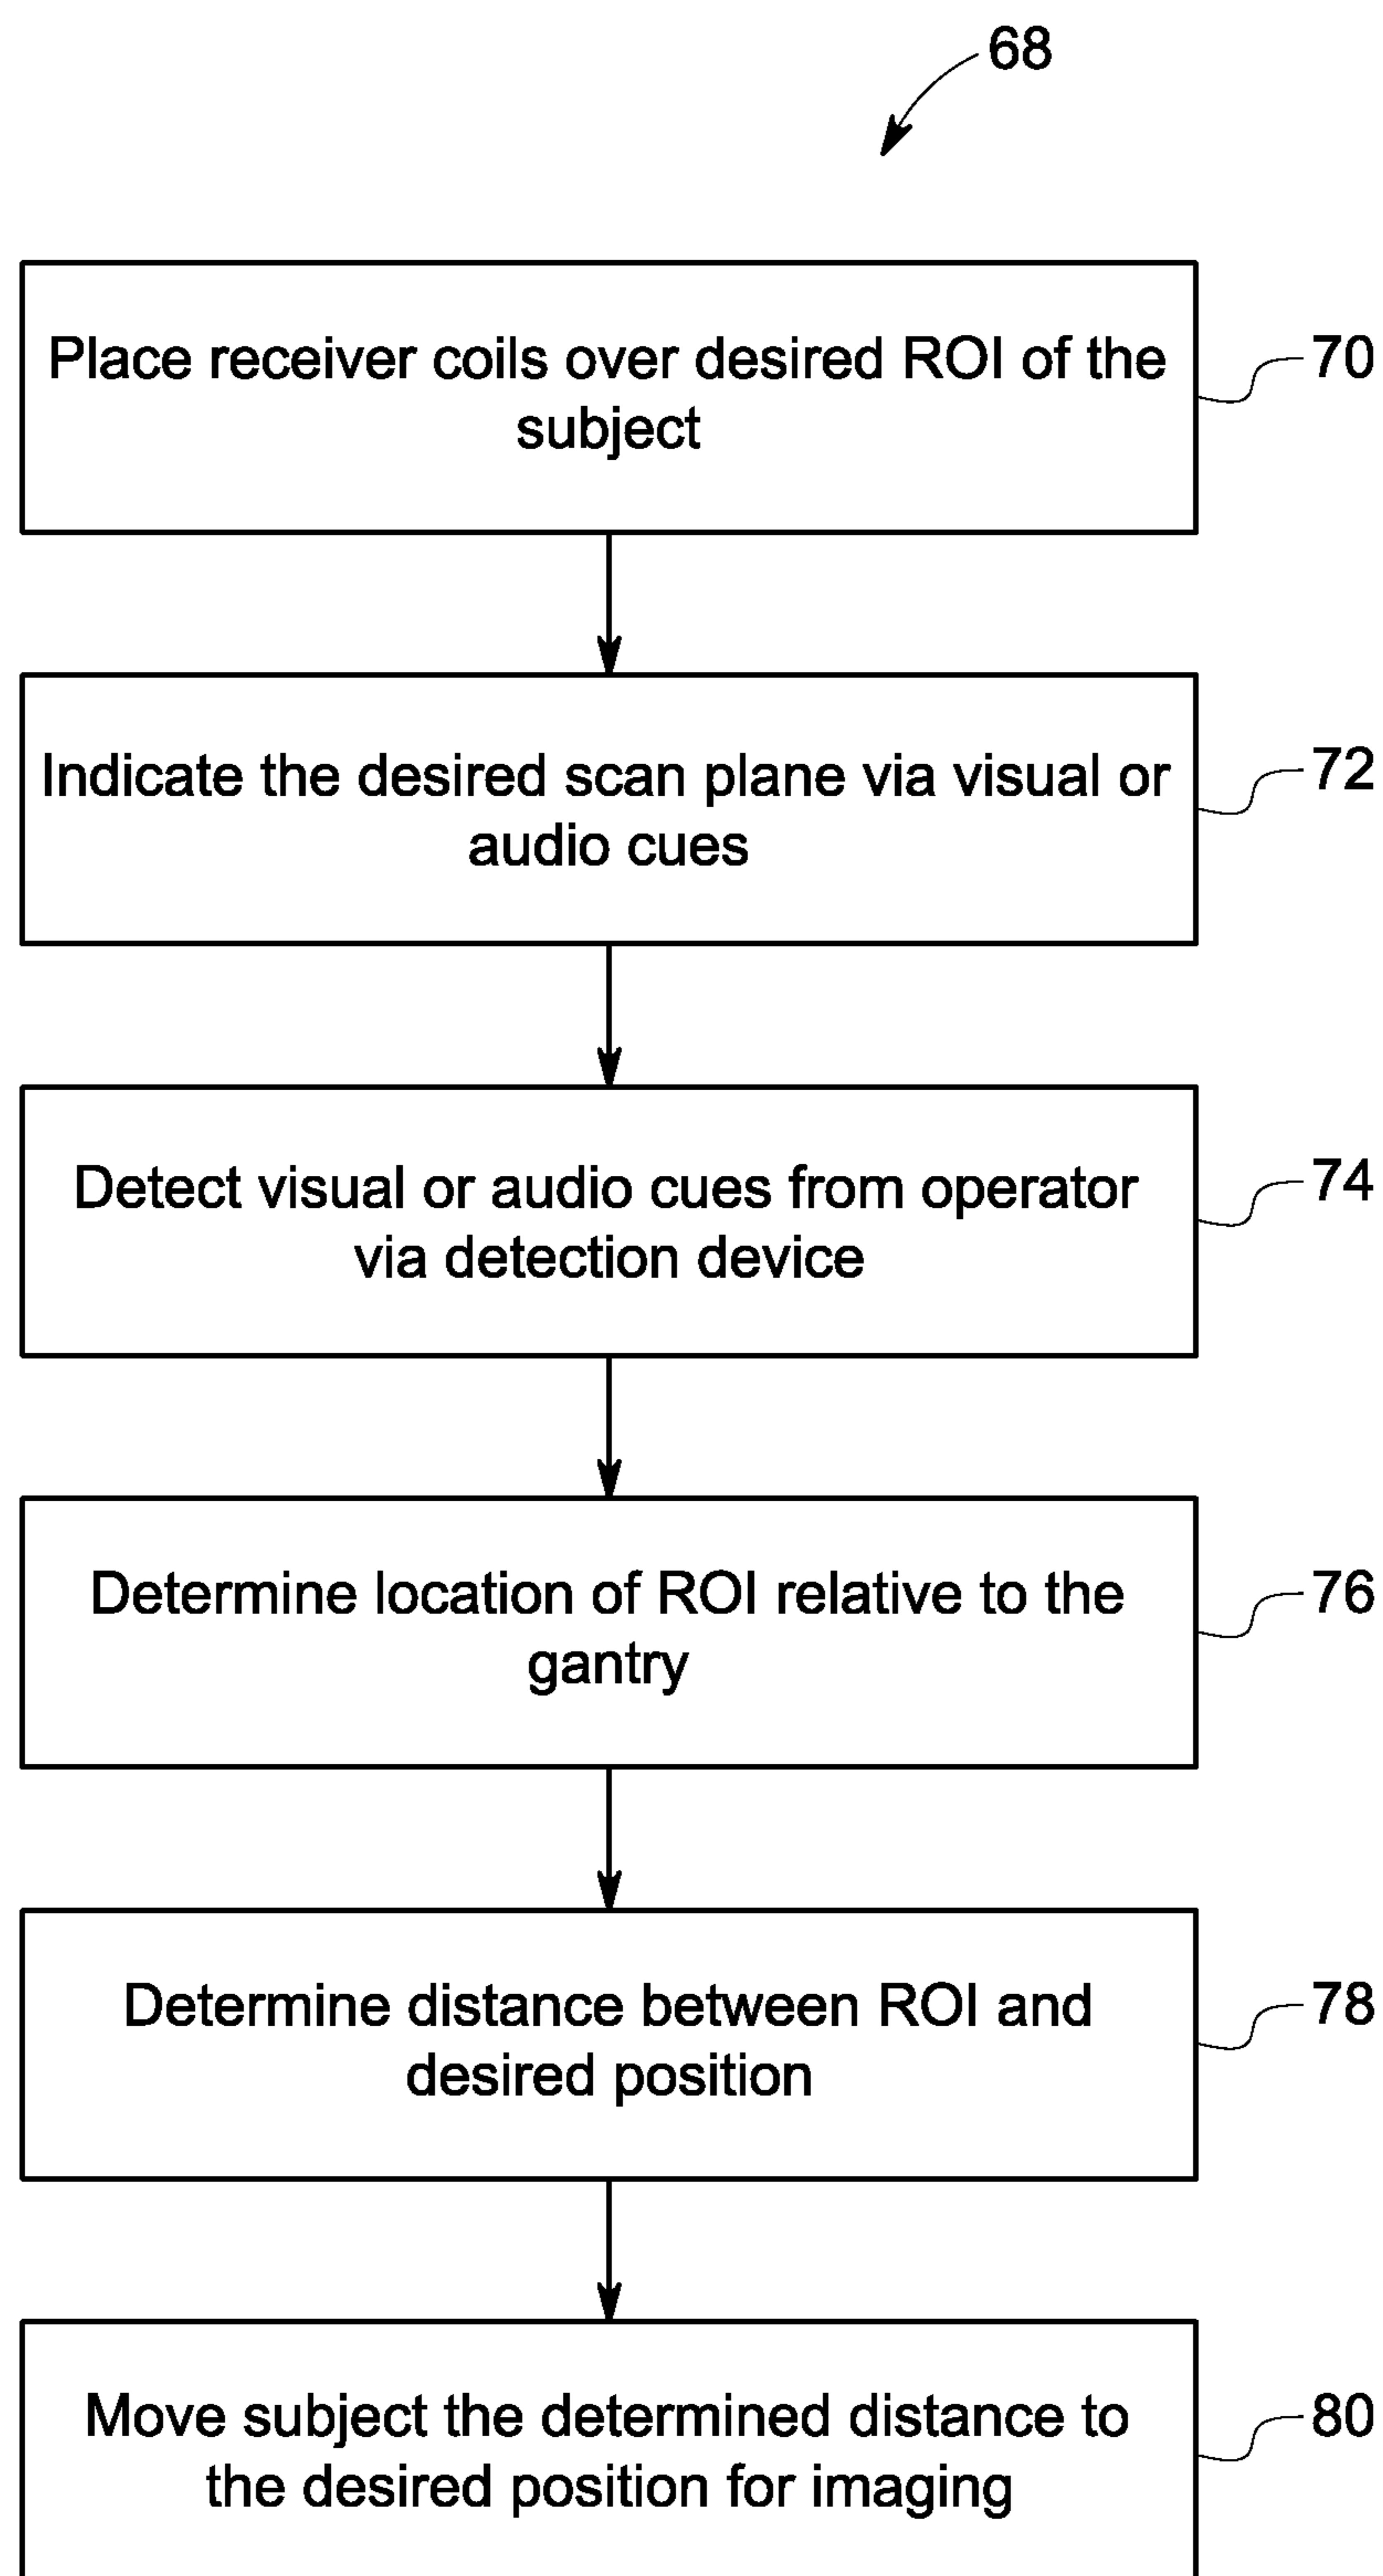 68
Place receiver coils over desired ROI of the
subject
70
Indicate the desired scan plane via visual or
audio cues
72
Detect visual or audio cues from operator
via detection device
74
Determine location of ROI relative to the
gantry
76
Determine distance between ROI and
desired position
78
Move subject the determined distance to
the desired position for imaging
80